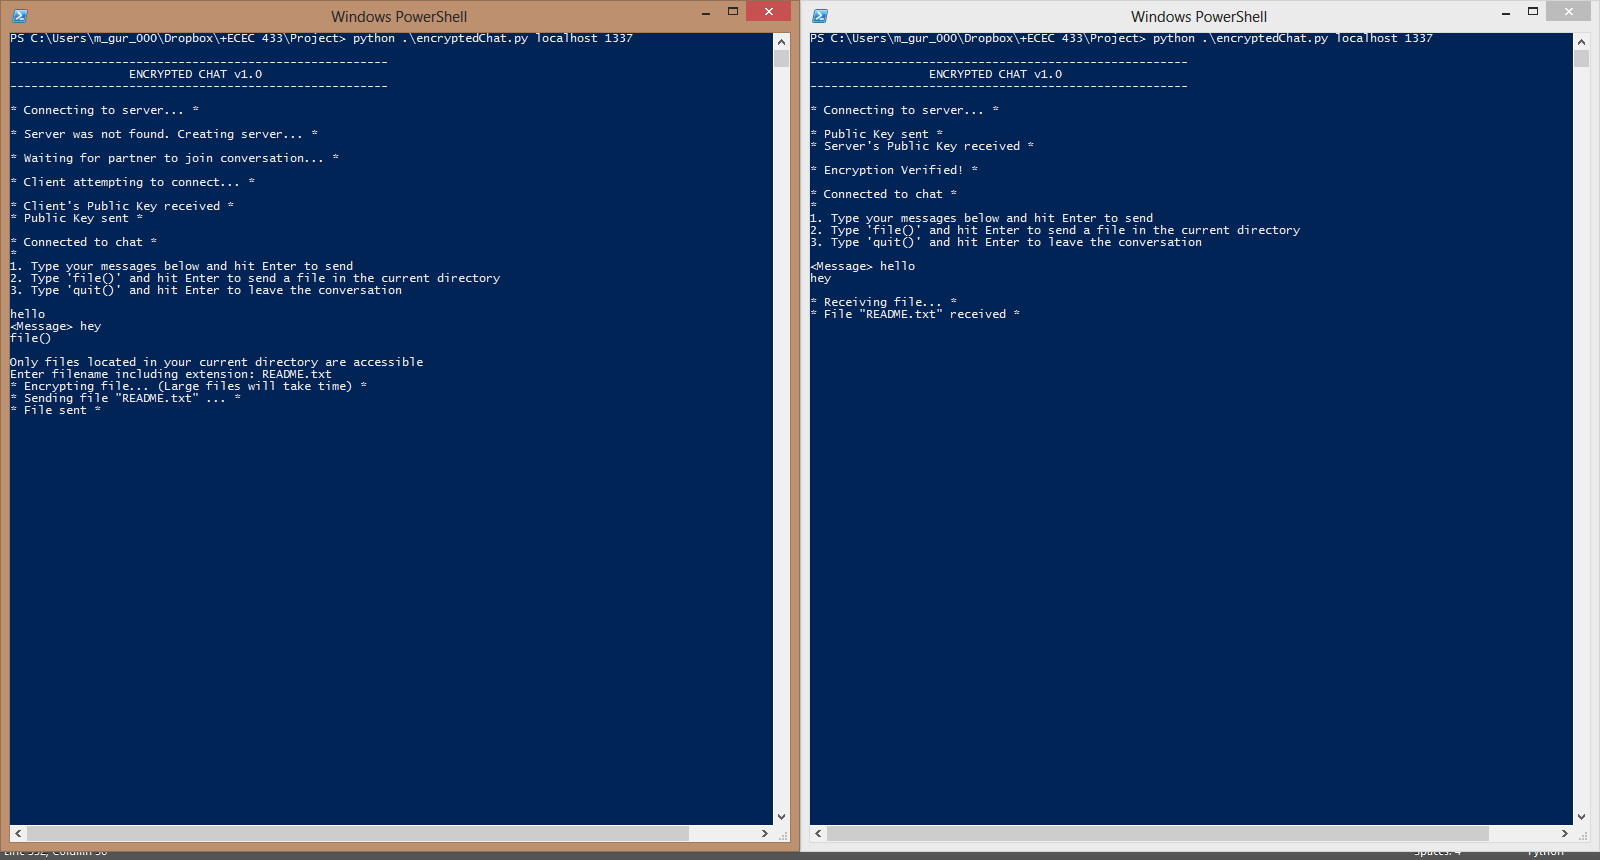 Windows PowerShell
PS C:\Users\m_gur_000\Dropbox\+ECEC 433\Project> python .\encryptedChat.py localhost 1337
------------------------------------------------------
ENCRYPTED CHAT v1.0
------------------------------------------------------
* Connecting to server... *
* Server was not found. Creating server... *
* Waiting for partner to join conversation... *
* Client attempting to connect... *
* Client's Public Key received *
* Public Key sent *
* Connected to chat *
*
1. Type your messages below and hit Enter to send
2. Type 'file()' and hit Enter to send a file in the current directory
3. Type 'quit()' and hit Enter to leave the conversation
hello
<Message> hey
file()
Only files located in your current directory are accessible
Enter filename including extension: README.txt
* Encrypting file... (Large files will take time) *
* Sending file "README.txt" ... *
* File sent *
Windows PowerShell
PS C:\Users\m_gur_000\Dropbox\+ECEC 433\Project> python .\encryptedChat.py localhost 1337
------------------------------------------------------
ENCRYPTED CHAT v1.0
------------------------------------------------------
* Connecting to server... *
* Public Key sent *
* Server's Public Key received *
* Encryption Verified! *
* Connected to chat *
*
1. Type your messages below and hit Enter to send
2. Type 'file()' and hit Enter to send a file in the current directory
3. Type 'quit()' and hit Enter to leave the conversation
<Message> hello
hey
* Receiving file... *
* File "README.txt" received *